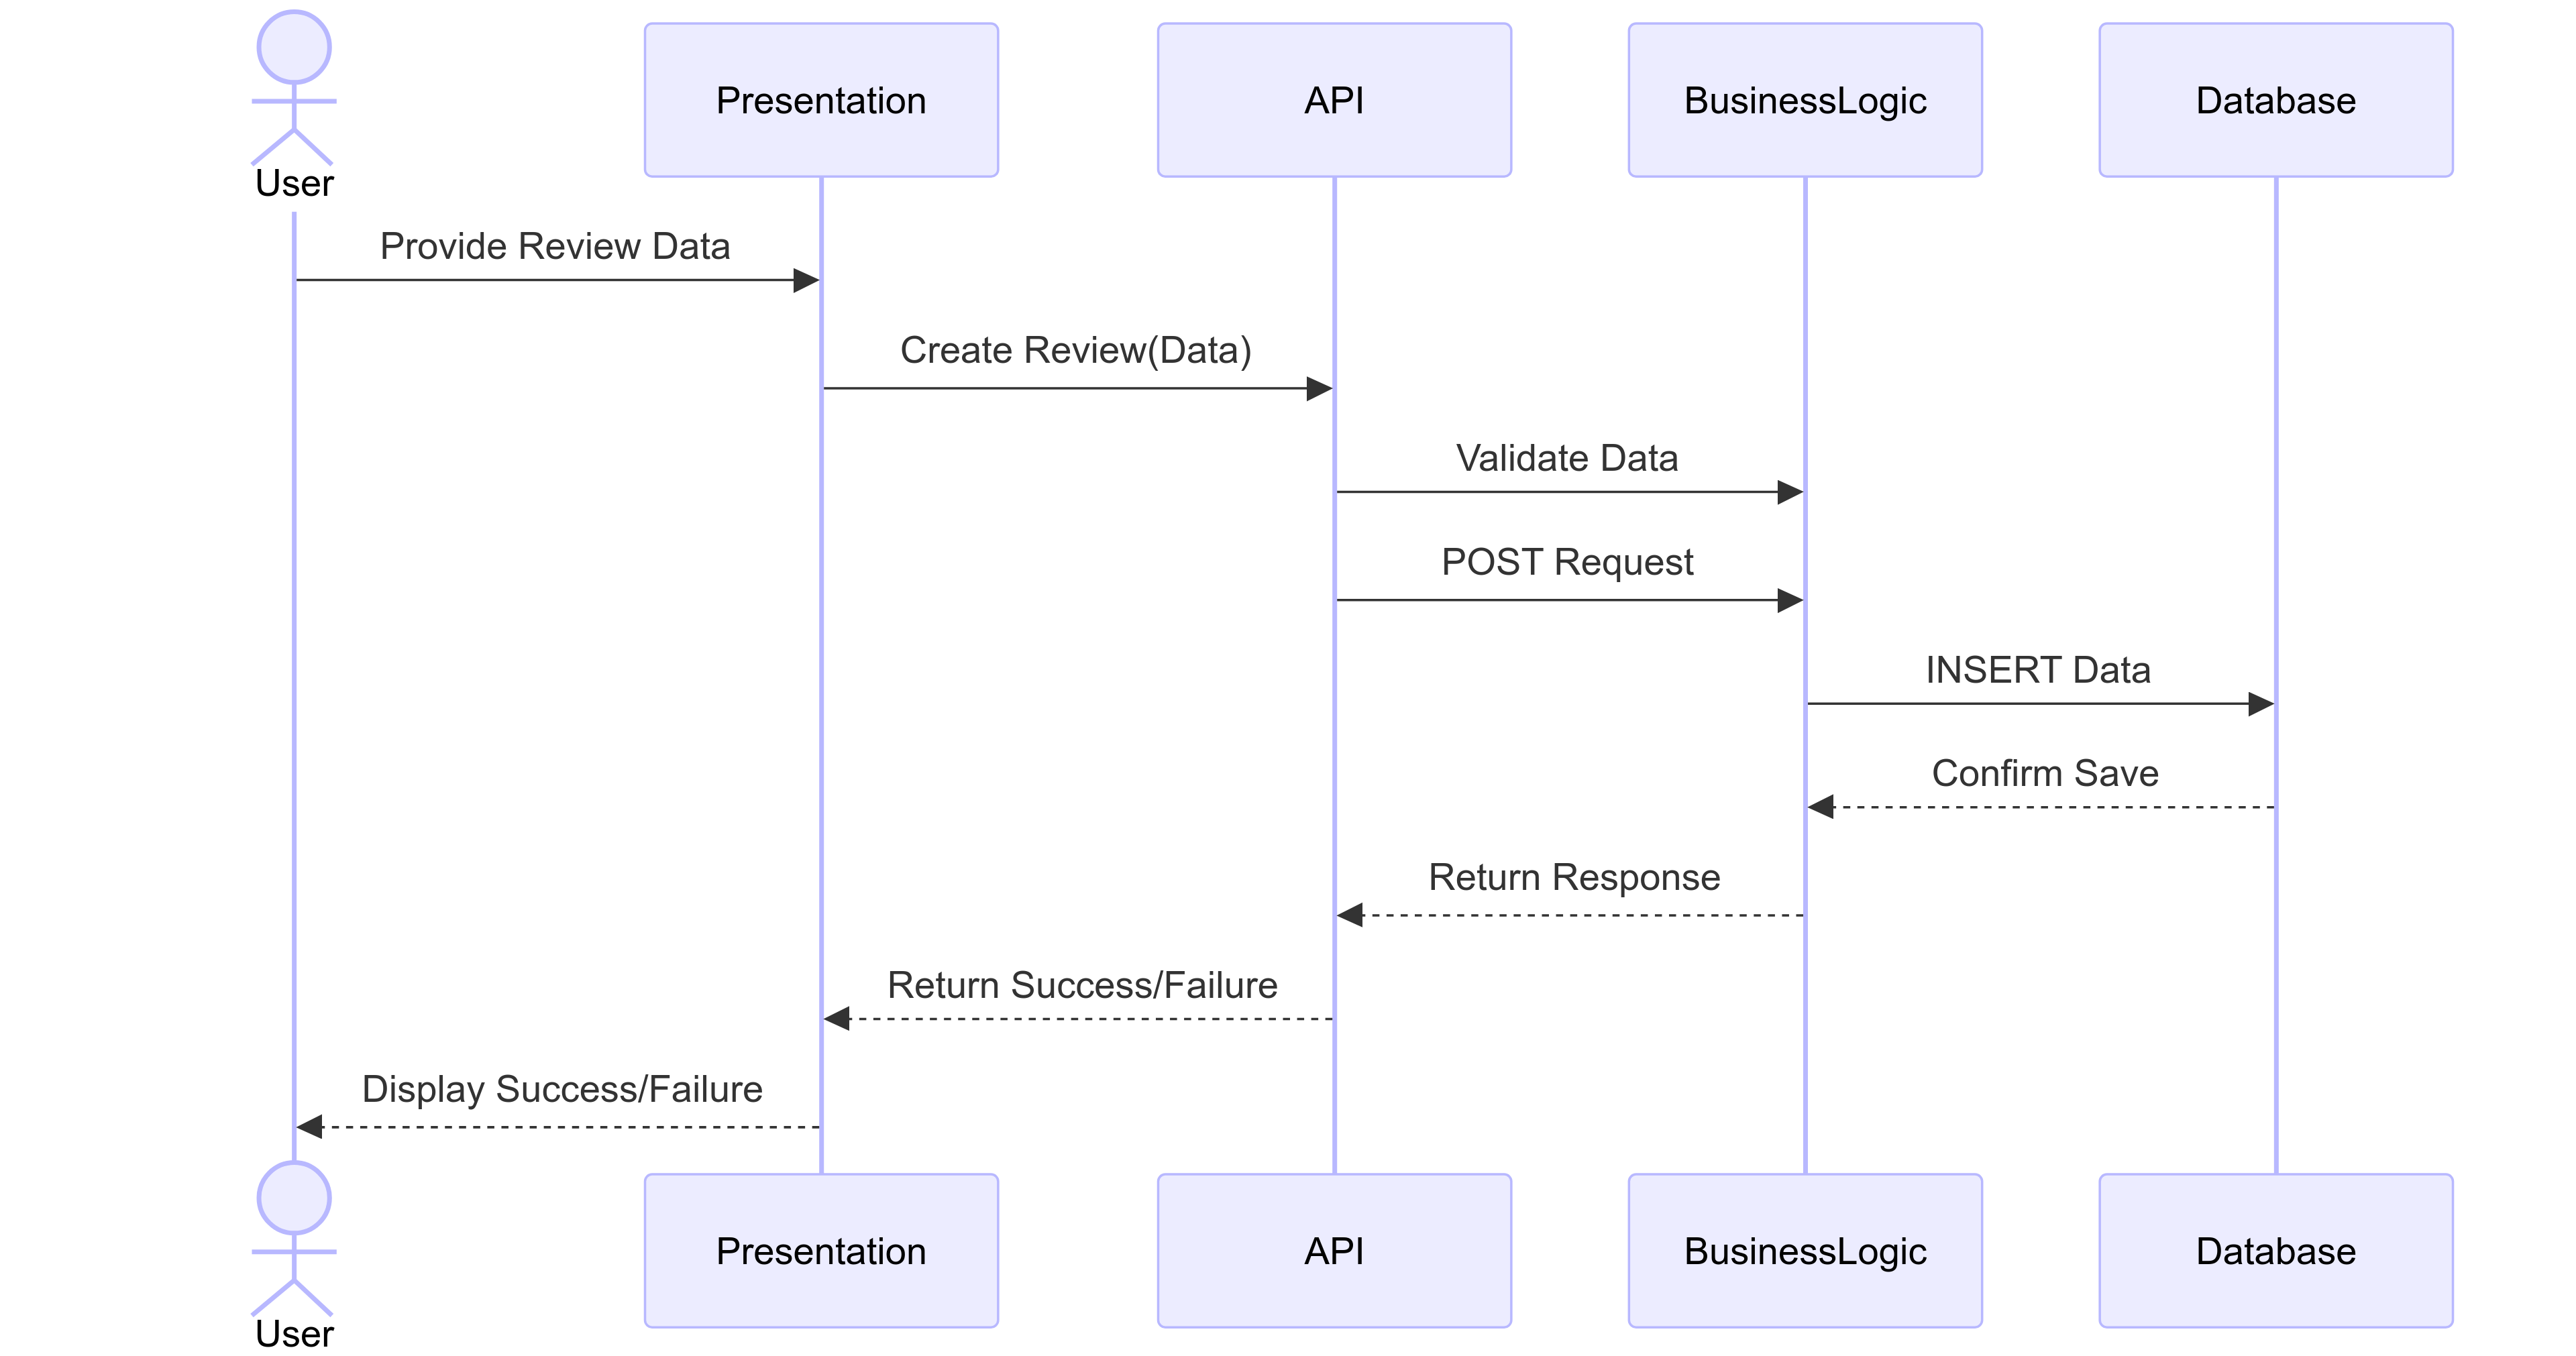 User
Presentation
API
BusinessLogic
Database
Provide Review Data
Create Review(Data)
Validate Data
POST Request
INSERT Data
Confirm Save
Return Response
Return Success/Failure
Display Success/Failure
User
Presentation
API
BusinessLogic
Database